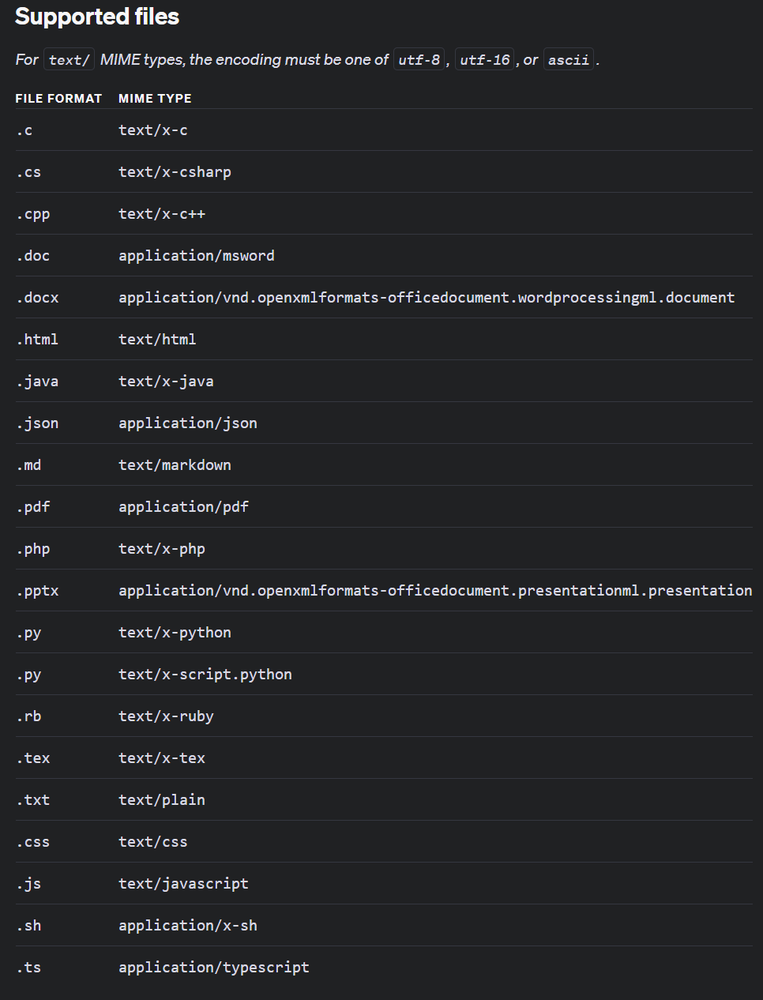 Supported files
For text/ MIME types, the encoding must be one of utf-8, utf-16, or ascii.
FILE FORMAT MIME TYPE
.c text/x-c
.cs text/x-csharp
.cpp text/x-c++
.doc application/msword
.docx application/vnd.openxmlformats-officedocument.wordprocessingml.document
.html text/html
.java text/x-java
.json application/json
.md text/markdown
.pdf application/pdf
.php text/x-php
.pptx application/vnd.openxmlformats-officedocument.presentationml.presentation
.py text/x-python
.py text/x-script.python
.rb text/x-ruby
.tex text/x-tex
.txt text/plain
.css text/css
.js text/javascript
.sh application/x-sh
.ts application/typescript